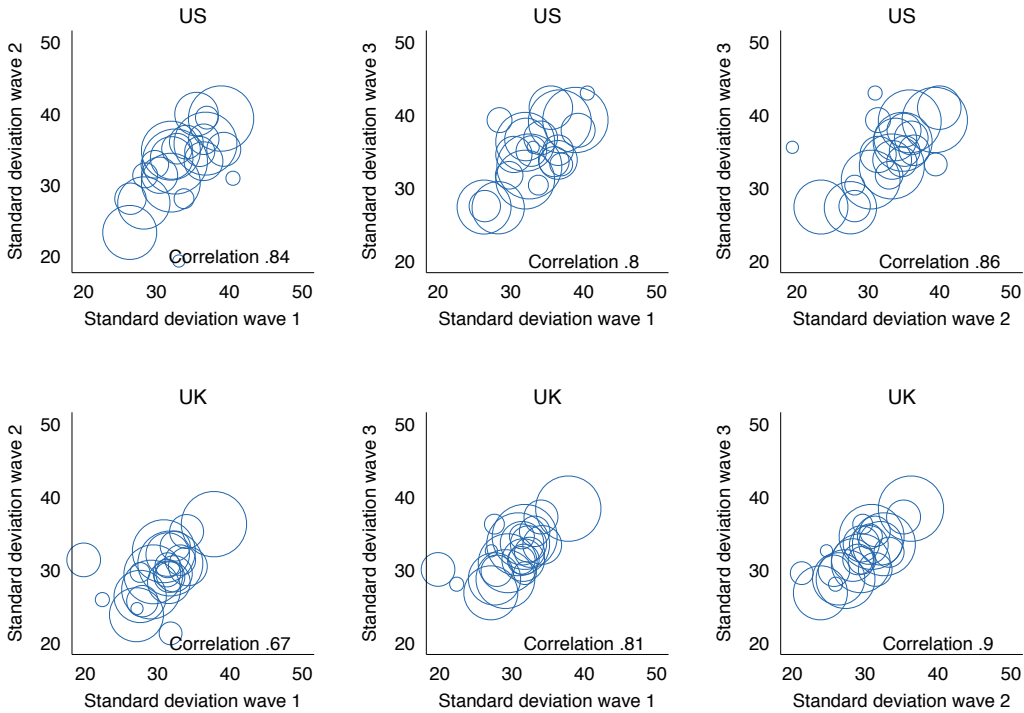 US
Standard deviation wave 2
50
40
30
20
Correlation .84
20 30 40 50
Standard deviation wave 1
US
Standard deviation wave 3
50
40
30
20
Correlation .8
20 30 40 50
Standard deviation wave 1
US
Standard deviation wave 3
50
40
30
20
Correlation .86
20 30 40 50
Standard deviation wave 2
UK
Standard deviation wave 2
50
40
30
20
Correlation .67
20 30 40 50
Standard deviation wave 1
UK
Standard deviation wave 3
50
40
30
20
Correlation .81
20 30 40 50
Standard deviation wave 1
UK
Standard deviation wave 3
50
40
30
20
Correlation .9
20 30 40 50
Standard deviation wave 2